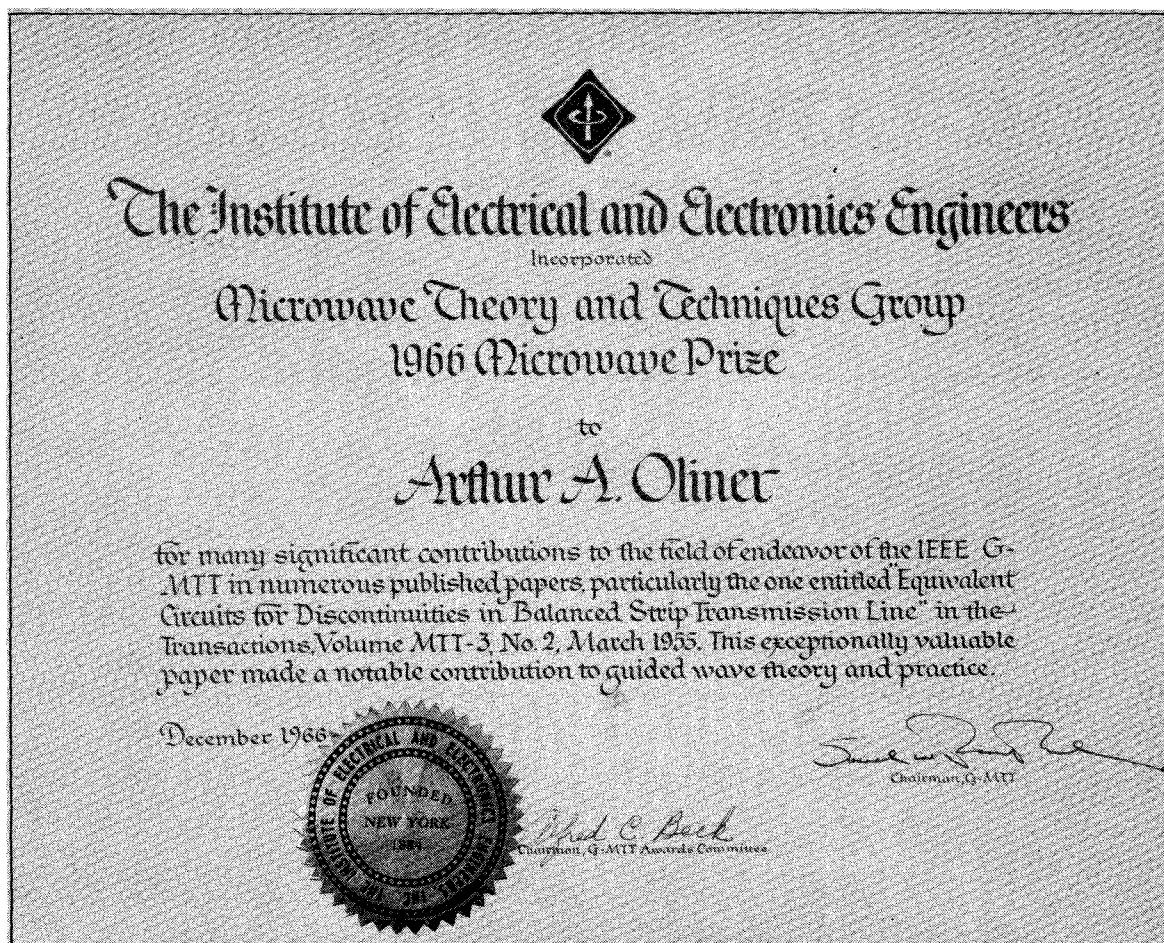 The Institute of Electrical and Electronics Engineers
Incorporated
Microwave Theory and Techniques Group
1966 Microwave Prize
to
Arthur A. Oliner
for many significant contributions to the field of endeavor of the IEEE G-
MTT in numerous published papers, particularly the one entitled "Equivalent
Circuits for Discontinuities in Balanced Strip Transmission Line" in the
Transactions, Volume MTT-3, No. 2, March 1955. This exceptionally valuable
paper made a notable contribution to guided wave theory and practice.
December 1966
Chairman, G-MTT
THE INSTITUTE OF ELECTRICAL AND ELECTRONICS ENGINEERS INC
FOUNDED
NEW YORK
1884
Alfred C. Beck
Chairman, G-MTT Awards Committee